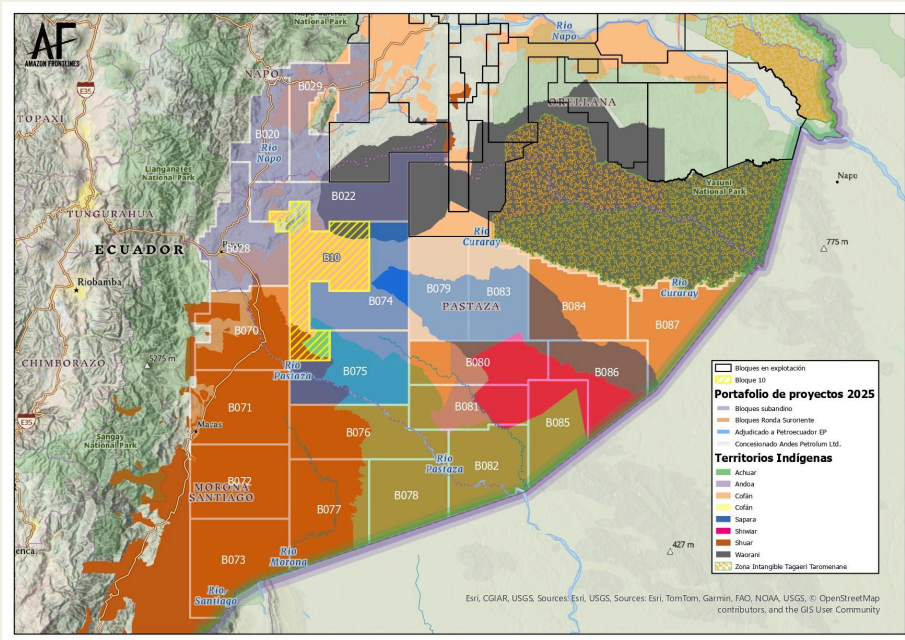 AF
AMAZON FRONTLINES
National Park
Río
Napo
NAPO
E35
B029
ORELLANA
TOPAXI
B020
Río
Napo
Llanganates
National Park
B022
Yasuni
National Park
Napo
TUNGURAHUA
ECUADOR
B028
B10
Río
Curaray
775 m
Riobamba
B074
B079
B083
PASTAZA
B084
Río
Curaray
B087
B070
5275 m
CHIMBORAZO
Río
Pastaza
B075
B080
B086
B071
B081
E35
Macas
B085
Sangay
National Park
B076
Río
Pastaza
B082
B072
MORONA
SANTIAGO
B078
B077
B073
Río
Morona
427 m
enca.
Río
Santiago
Bloques en explotación
Bloque 10
Portafolio de proyectos 2025
Bloques subandino
Bloques Ronda Suroriente
Adjudicado a Petroecuador EP
Concesionado Andes Petrolum Ltd.
Territorios Indígenas
Achuar
Andoa
Cofán
Cofán
Sapara
Shiwiar
Shuar
Waorani
Zona Intangible Tagaeri Taromenane
Esri, CGIAR, USGS, Sources: Esri, USGS, Sources: Esri, TomTom, Garmin, FAO, NOAA, USGS, © OpenStreetMap
contributors, and the GIS User Community